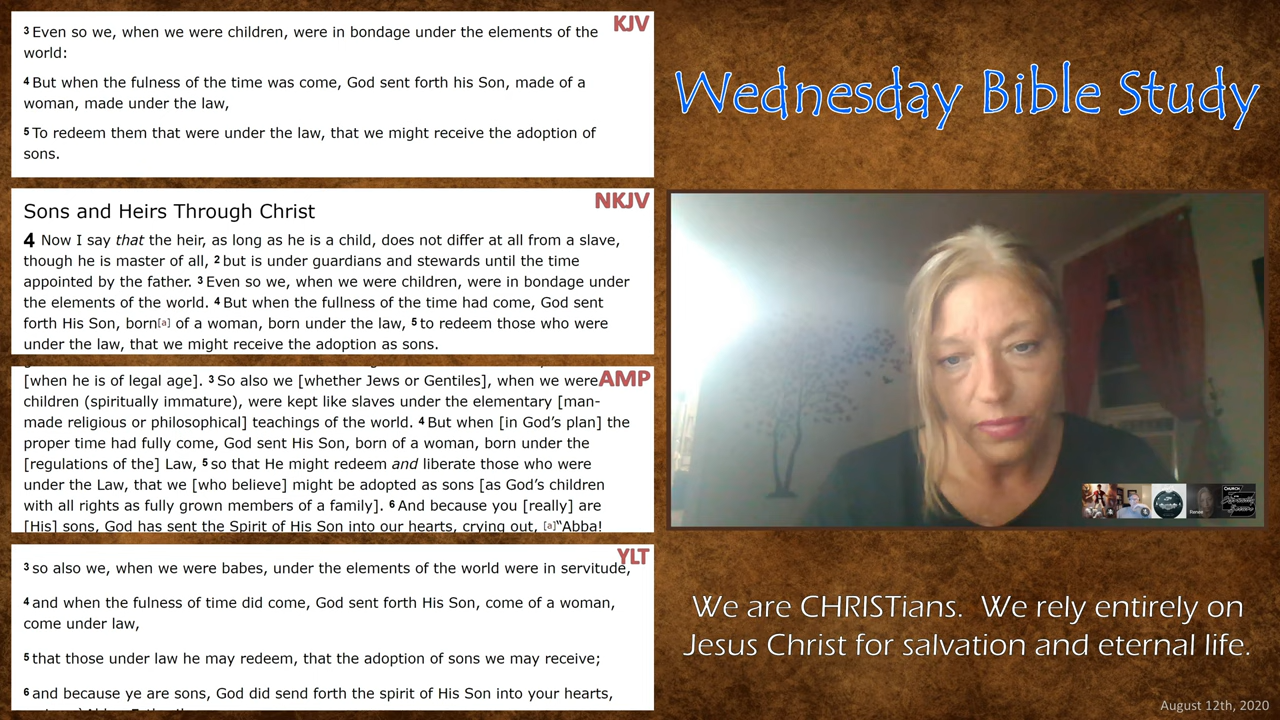 KJV
³ Even so we, when we were children, were in bondage under the elements of the
world:
⁴ But when the fulness of the time was come, God sent forth his Son, made of a
woman, made under the law,
⁵ To redeem them that were under the law, that we might receive the adoption of
sons.
NKJV
Sons and Heirs Through Christ
4 Now I say that the heir, as long as he is a child, does not differ at all from a slave,
though he is master of all, ² but is under guardians and stewards until the time
appointed by the father. ³ Even so we, when we were children, were in bondage under
the elements of the world. ⁴ But when the fullness of the time had come, God sent
forth His Son, born[a] of a woman, born under the law, ⁵ to redeem those who were
under the law, that we might receive the adoption as sons.
AMP
[when he is of legal age]. ³ So also we [whether Jews or Gentiles], when we were
children (spiritually immature), were kept like slaves under the elementary [man-
made religious or philosophical] teachings of the world. ⁴ But when [in God’s plan] the
proper time had fully come, God sent His Son, born of a woman, born under the
[regulations of the] Law, ⁵ so that He might redeem and liberate those who were
under the Law, that we [who believe] might be adopted as sons [as God’s children
with all rights as fully grown members of a family]. ⁶ And because you [really] are
[His] sons, God has sent the Spirit of His Son into our hearts, crying out, [a]“Abba!
YLT
³ so also we, when we were babes, under the elements of the world were in servitude,
⁴ and when the fulness of time did come, God sent forth His Son, come of a woman,
come under law,
⁵ that those under law he may redeem, that the adoption of sons we may receive;
⁶ and because ye are sons, God did send forth the spirit of His Son into your hearts,
Wednesday Bible Study
Renee
CHURCH
We are CHRISTians. We rely entirely on
Jesus Christ for salvation and eternal life.
August 12th, 2020